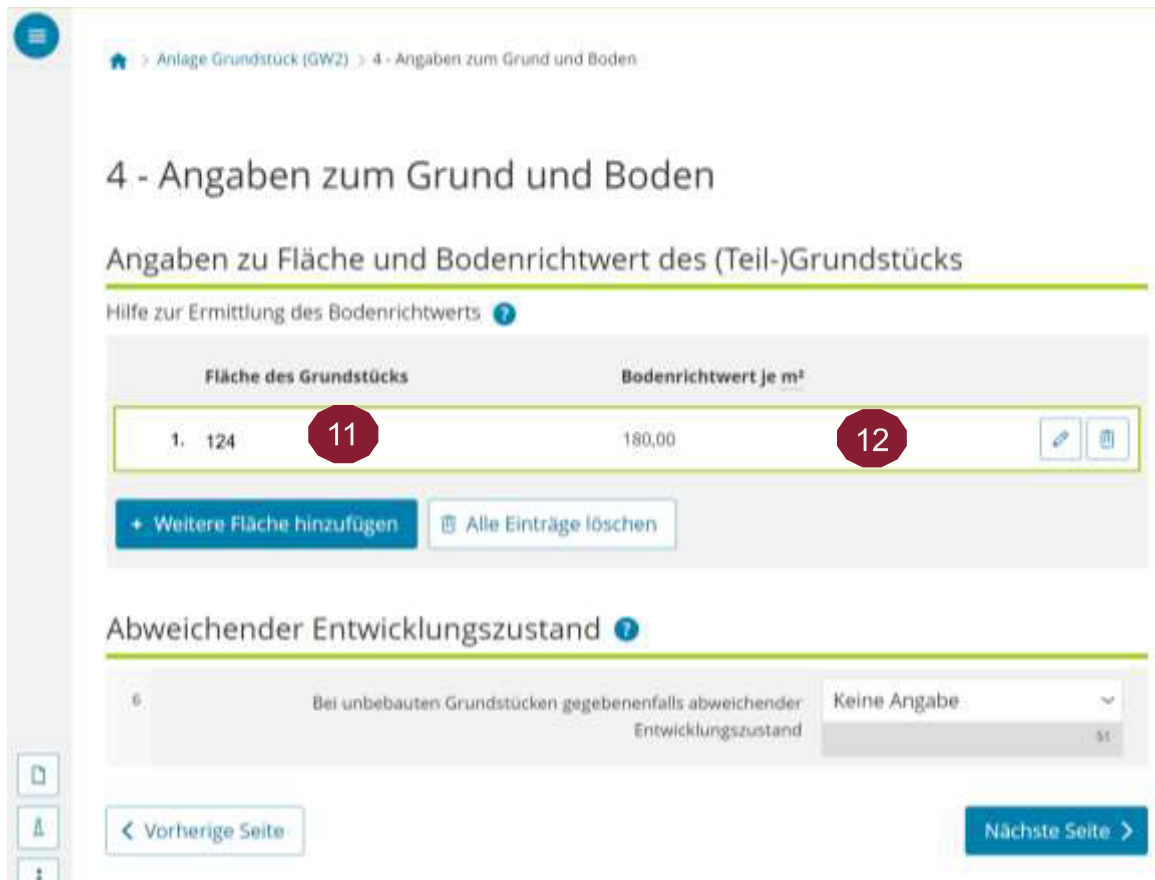 > Anlage Grundstück (GW2) > 4 - Angaben zum Grund und Boden
4 - Angaben zum Grund und Boden
Angaben zu Fläche und Bodenrichtwert des (Teil-)Grundstücks
Hilfe zur Ermittlung des Bodenrichtwerts ?
Fläche des Grundstücks Bodenrichtwert je m²
1. 124 11 180,00 12
+ Weitere Fläche hinzufügen Alle Einträge löschen
Abweichender Entwicklungszustand ?
6 Bei unbebauten Grundstücken gegebenenfalls abweichender Keine Angabe
Entwicklungszustand 51
Vorherige Seite Nächste Seite